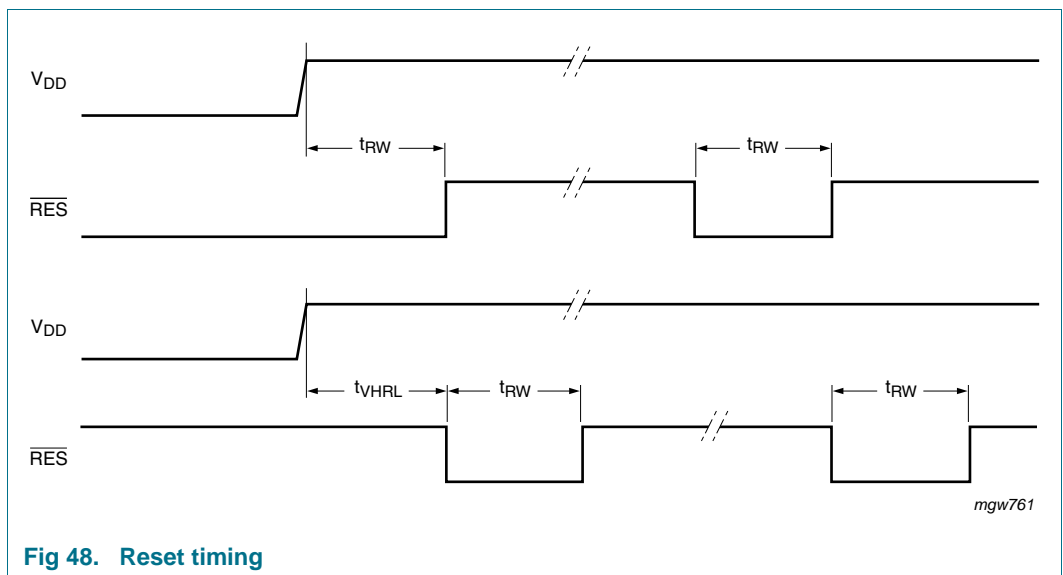 VDD
tRW
tRW
RES
VDD
tVHRL
tRW
tRW
RES
mgw761
Fig 48. Reset timing